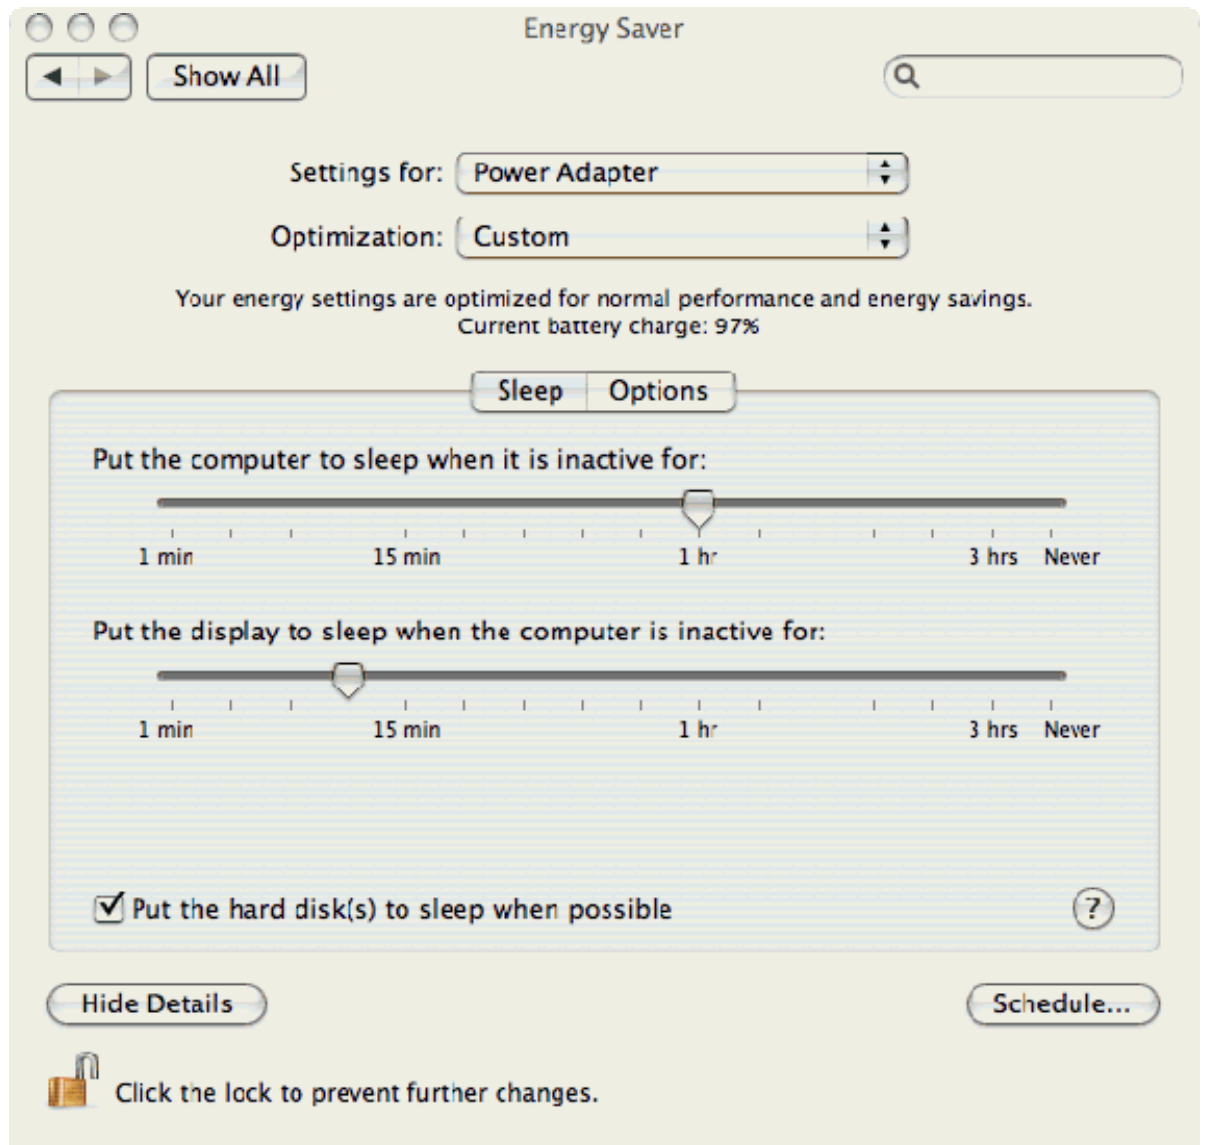 Energy Saver
Show All
Settings for: Power Adapter
Optimization: Custom
Your energy settings are optimized for normal performance and energy savings.
Current battery charge: 97%
Sleep Options
Put the computer to sleep when it is inactive for:
1 min 15 min 1 hr 3 hrs Never
Put the display to sleep when the computer is inactive for:
1 min 15 min 1 hr 3 hrs Never
Put the hard disk(s) to sleep when possible ?
Hide Details Schedule...
Click the lock to prevent further changes.